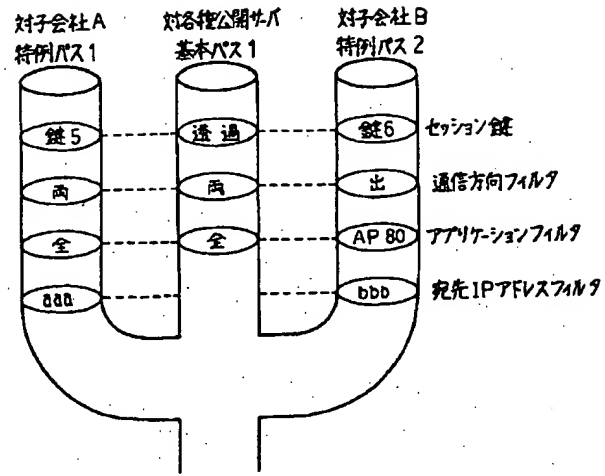 対子会社A
特例パス1
対各種公開サーバ
基本パス1
対子会社B
特例パス2
鍵5
透過
鍵6
セッション鍵
両
両
出
通信方向フィルタ
全
全
AP 80
アプリケーションフィルタ
aaa
bbb
宛先IPアドレスフィルタ